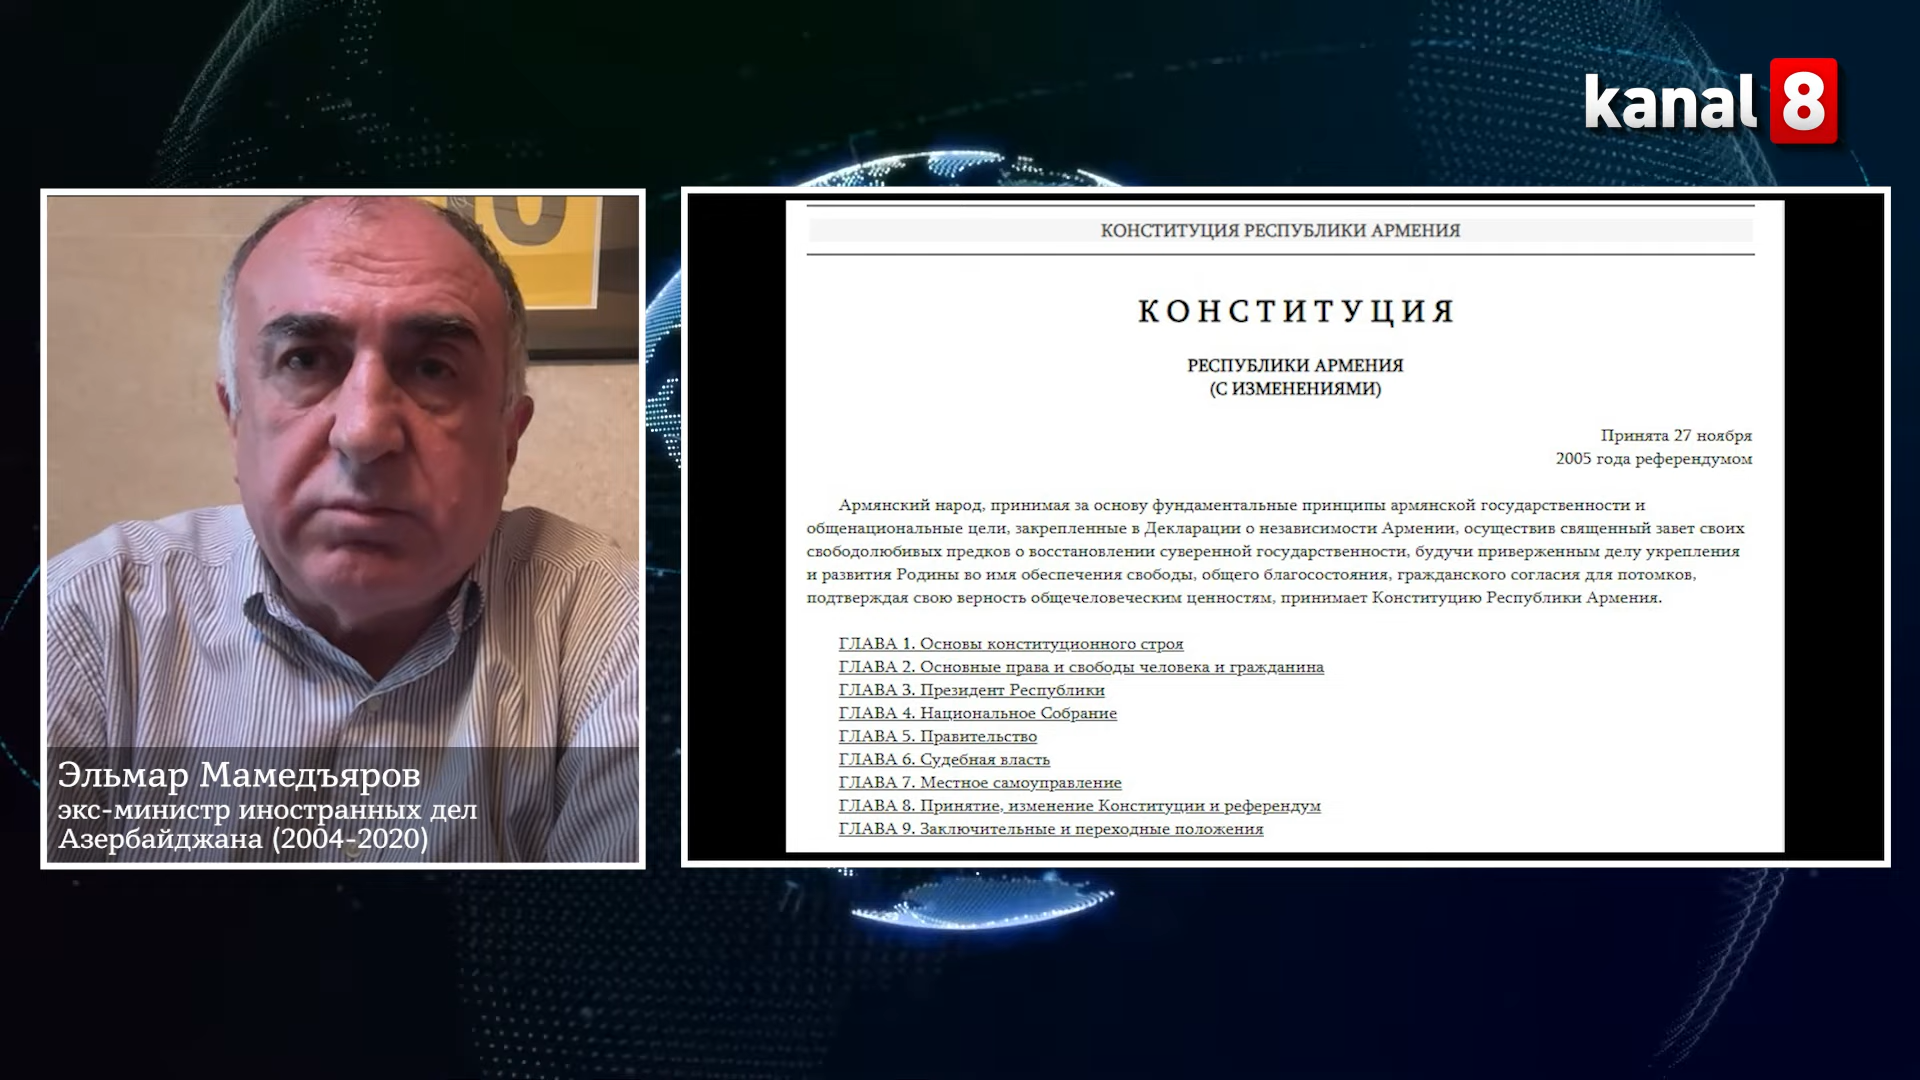 kanal 8
Эльмар Мамедъяров
экс-министр иностранных дел
Азербайджана (2004-2020)
КОНСТИТУЦИЯ РЕСПУБЛИКИ АРМЕНИЯ
КОНСТИТУЦИЯ
РЕСПУБЛИКИ АРМЕНИЯ
(С ИЗМЕНЕНИЯМИ)
Принята 27 ноября
2005 года референдумом
Армянский народ, принимая за основу фундаментальные принципы армянской государственности и
общенациональные цели, закрепленные в Декларации о независимости Армении, осуществив священный завет своих
свободолюбивых предков о восстановлении суверенной государственности, будучи приверженным делу укрепления
и развития Родины во имя обеспечения свободы, общего благосостояния, гражданского согласия для потомков,
подтверждая свою верность общечеловеческим ценностям, принимает Конституцию Республики Армения.
ГЛАВА 1. Основы конституционного строя
ГЛАВА 2. Основные права и свободы человека и гражданина
ГЛАВА 3. Президент Республики
ГЛАВА 4. Национальное Собрание
ГЛАВА 5. Правительство
ГЛАВА 6. Судебная власть
ГЛАВА 7. Местное самоуправление
ГЛАВА 8. Принятие, изменение Конституции и референдум
ГЛАВА 9. Заключительные и переходные положения